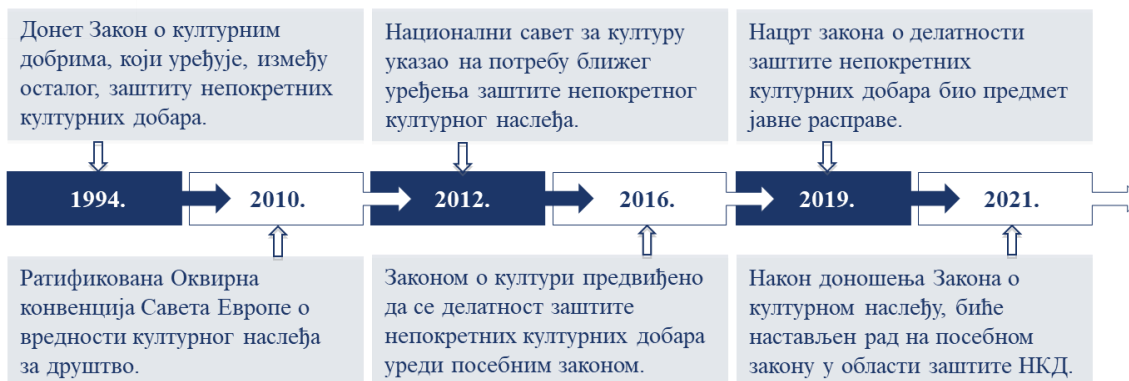 Донет Закон о културним
добрима, који уређује, између
осталог, заштиту непокретних
културних добара.
Национални савет за културу
указао на потребу ближег
уређења заштите непокретног
културног наслеђа.
Нацрт закона о делатности
заштите непокретних
културних добара био предмет
јавне расправе.
1994.
2010.
2012.
2016.
2019.
2021.
Ратификована Оквирна
конвенција Савета Европе о
вредности културног наслеђа
за друштво.
Законом о култури предвиђено
да се делатност заштите
непокретних културних добара
уреди посебним законом.
Након доношења Закона о
културном наслеђу, биће
настављен рад на посебном
закону у области заштите НКД.